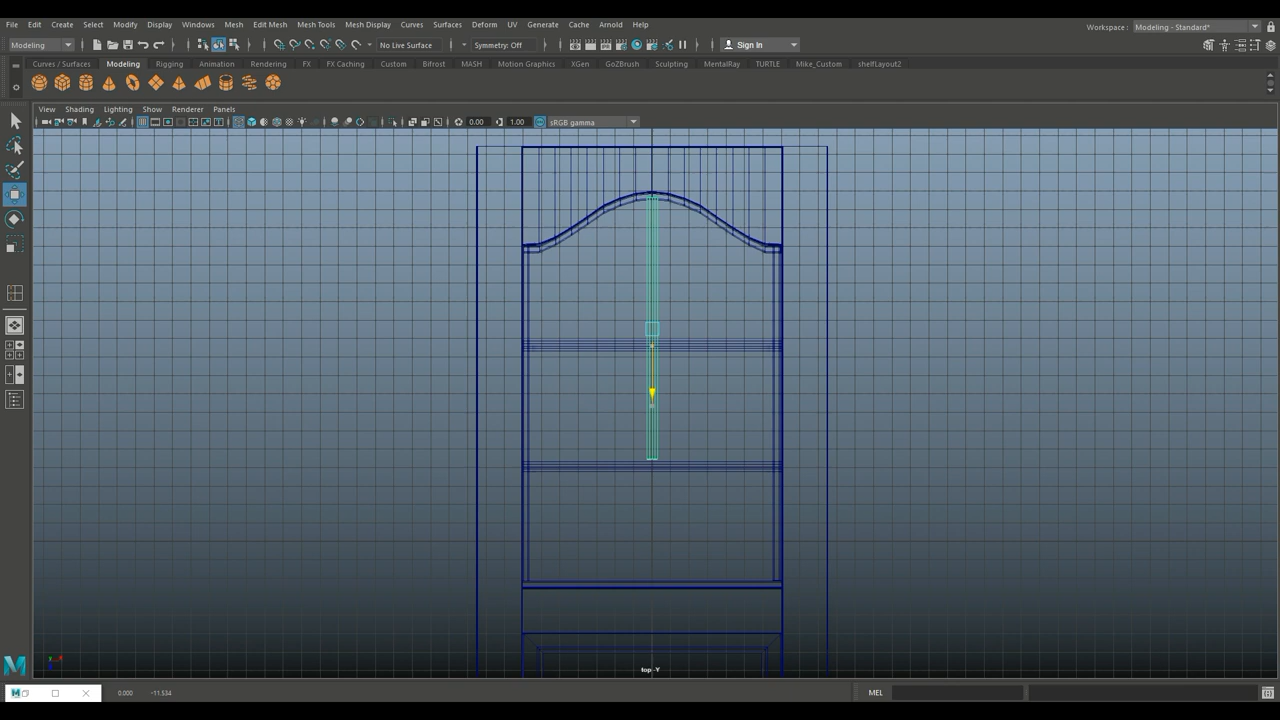 File Edit Create Select Modify Display Windows Mesh Edit Mesh Mesh Tools Mesh Display Curves Surfaces Deform UV Generate Cache Arnold Help Workspace : Modeling - Standard*
Modeling No Live Surface Symmetry: Off Sign In
Curves / Surfaces Modeling Rigging Animation Rendering FX FX Caching Custom Bifrost MASH Motion Graphics XGen GoZBrush Sculpting MentalRay TURTLE Mike_Custom shelfLayout2
View Shading Lighting Show Renderer Panels
0.00 1.00 sRGB gamma
top -Y
0.000 -11.534 MEL